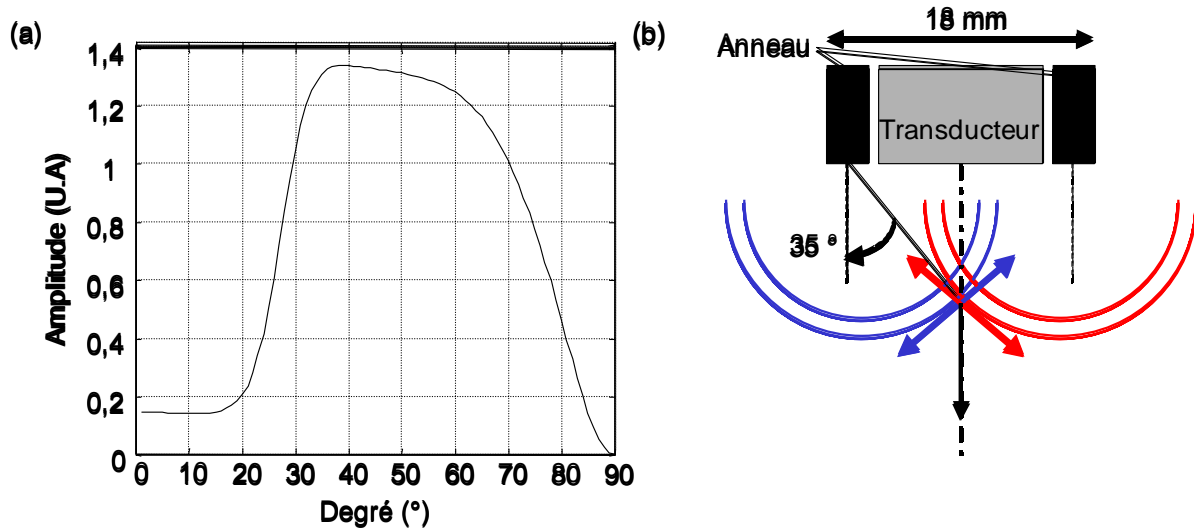 (a)
Amplitude (U.A)
1,4
1,2
1
0,8
0,6
0,4
0,2
0
0 10 20 30 40 50 60 70 80 90
Degré (°)
(b)
18 mm
Anneau
Transducteur
35 °